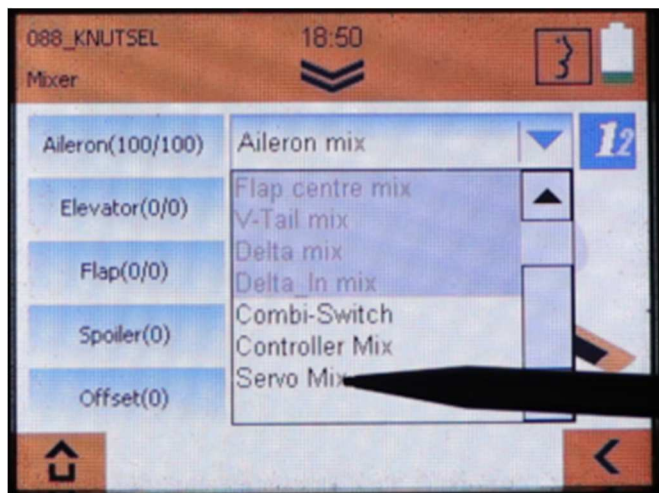 088_KNUTSEL
18:50
Mixer
Aileron(100/100)
Aileron mix
12
Elevator(0/0)
Flap centre mix
V-Tail mix
Flap(0/0)
Delta mix
Delta_In mix
Spoiler(0)
Combi-Switch
Controller Mix
Offset(0)
Servo Mix